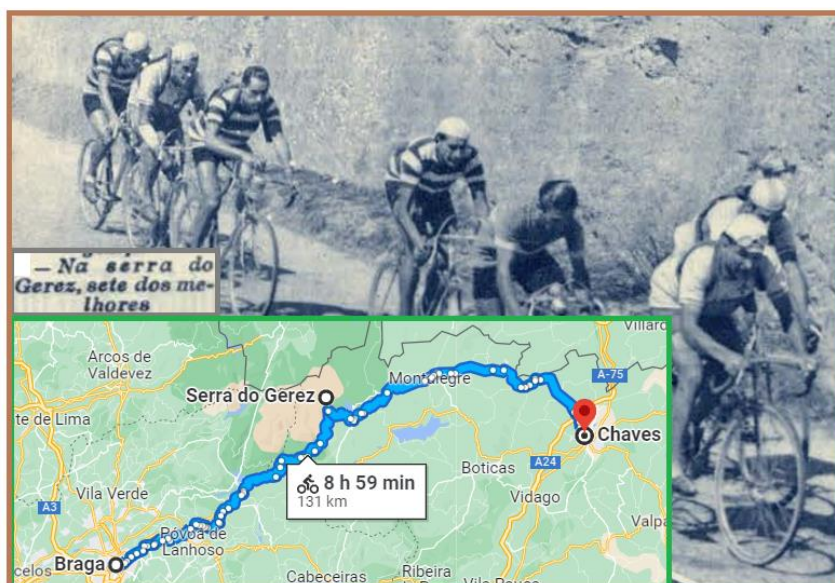 — Na serra do
Gerez, sete dos me-
lhores
Villard
Arcos de
Valdevez
A-75
Montalegre
Serra do Gerez
te de Lima
Chaves
8 h 59 min
131 km
Boticas
A24
A3
Vila Verde
Vidago
Póvoa de
Lanhoso
Valpa
Braga
celos
Cabeceiras
Ribeira